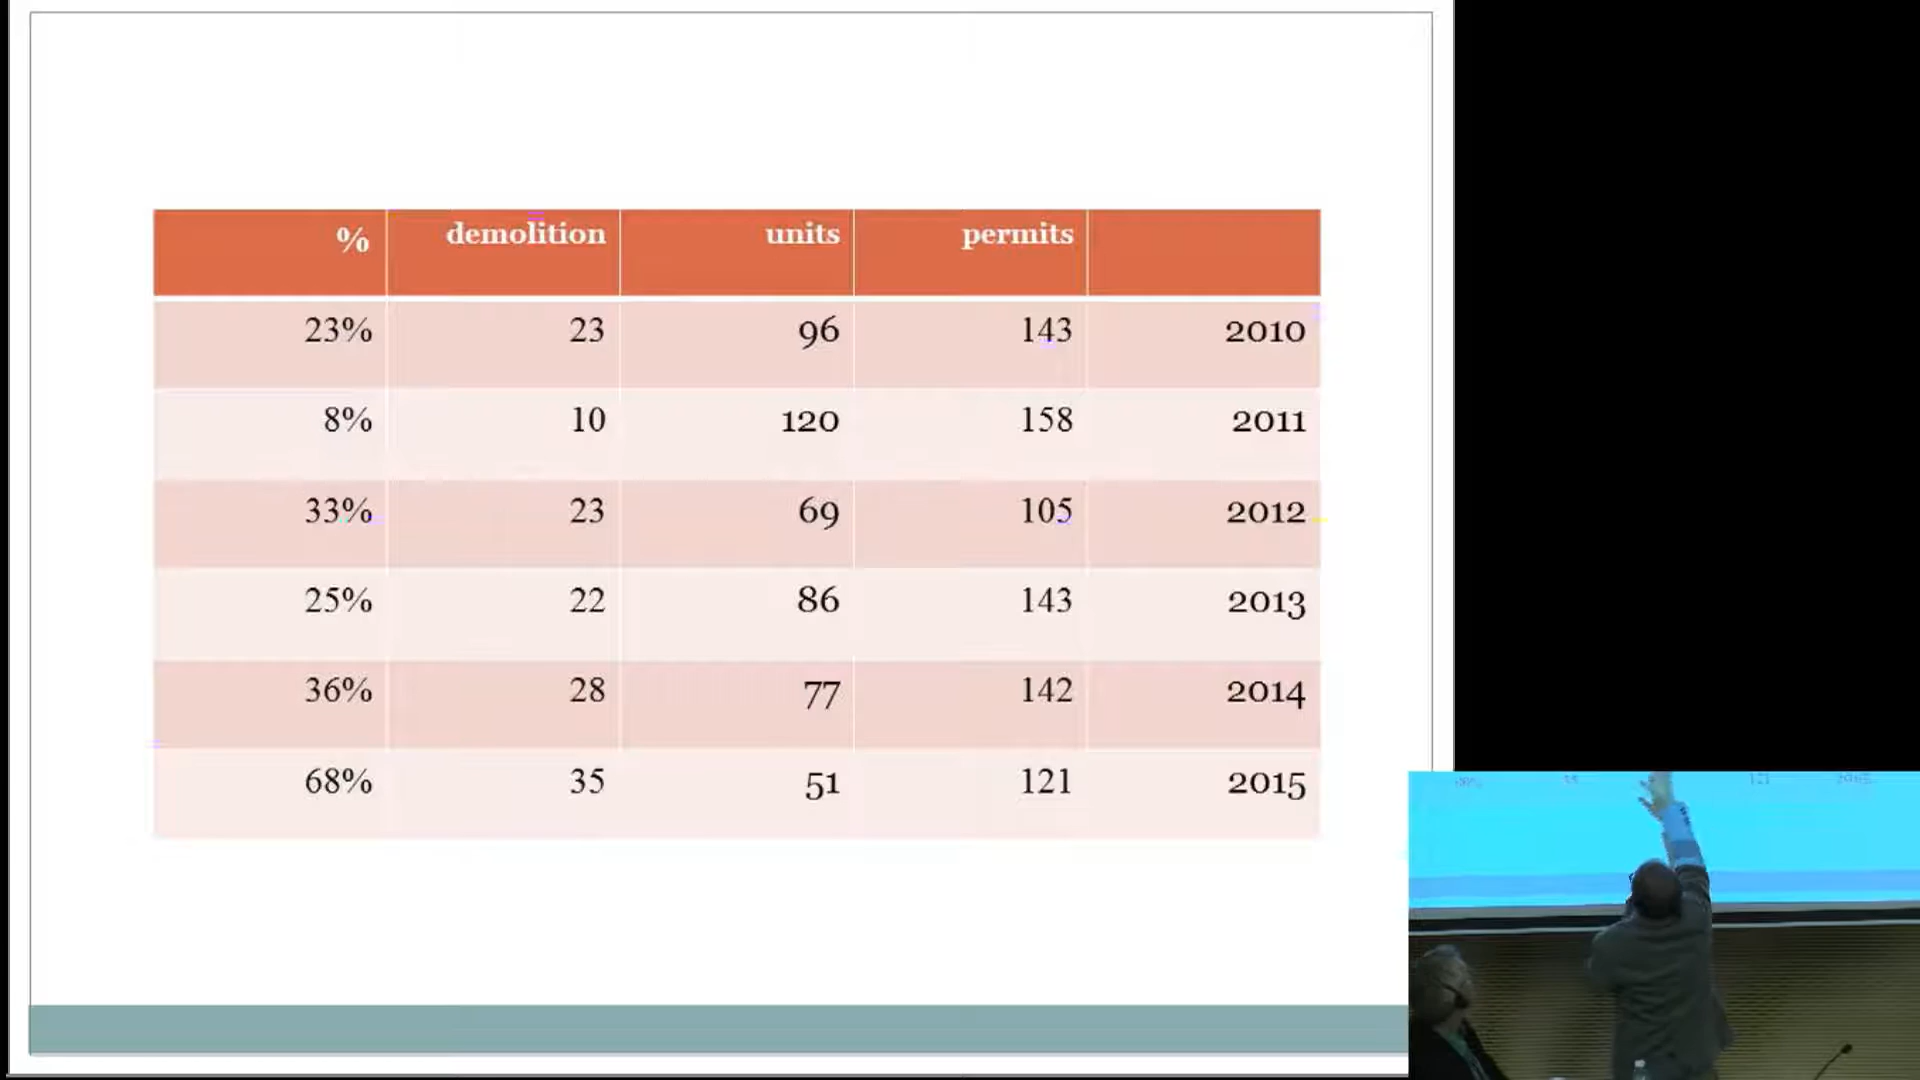 % demolition units permits
23% 23 96 143 2010
8% 10 120 158 2011
33% 23 69 105 2012
25% 22 86 143 2013
36% 28 77 142 2014
68% 35 51 121 2015